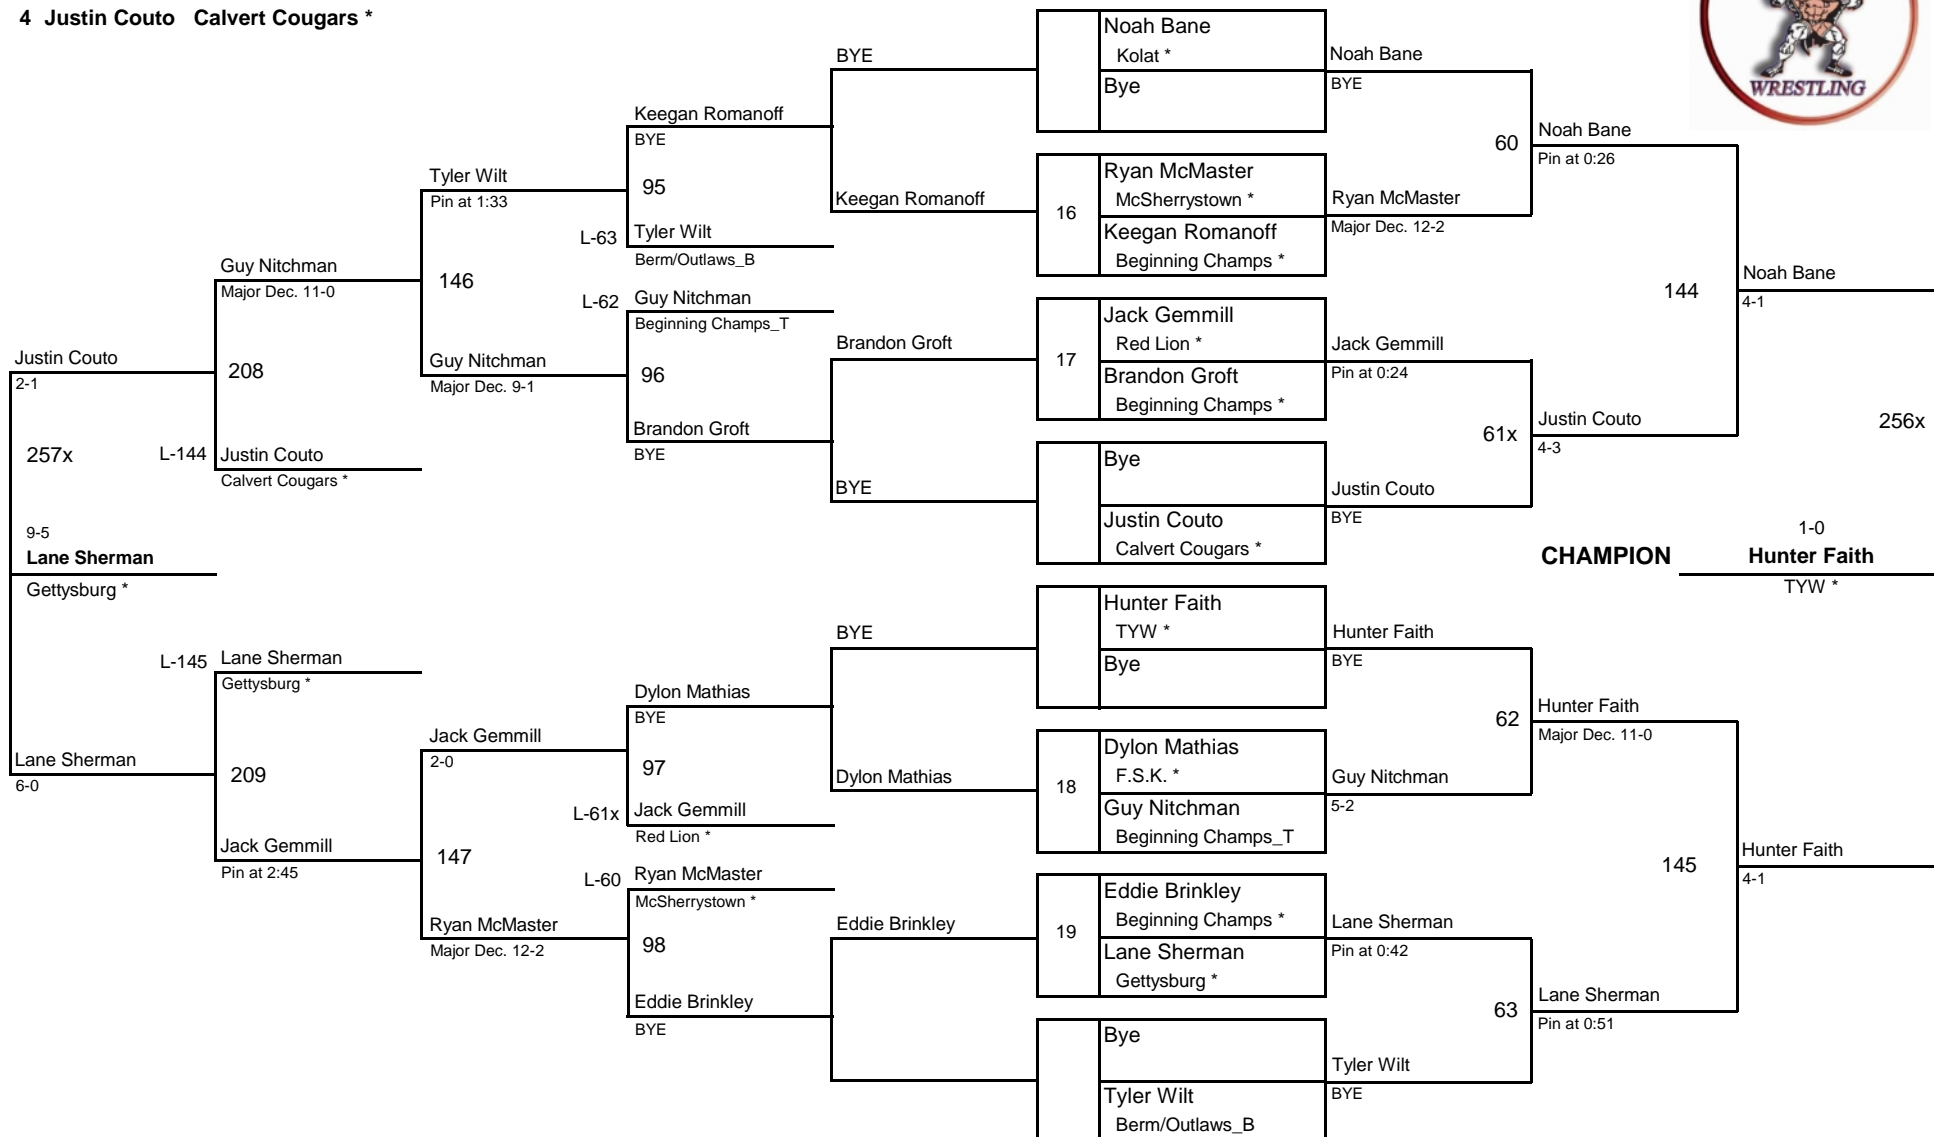 4 Justin Couto Calvert Cougars *
WRESTLING
Noah Bane
Kolat *
Bye
16
Ryan McMaster
McSherrystown *
Keegan Romanoff
Beginning Champs *
17
Jack Gemmill
Red Lion *
Brandon Groft
Beginning Champs *
Bye
Justin Couto
Calvert Cougars *
Hunter Faith
TYW *
Bye
18
Dylon Mathias
F.S.K. *
Guy Nitchman
Beginning Champs_T
19
Eddie Brinkley
Beginning Champs *
Lane Sherman
Gettysburg *
Bye
Tyler Wilt
Berm/Outlaws_B
Noah Bane
BYE
60
Ryan McMaster
Major Dec. 12-2
Jack Gemmill
Pin at 0:24
61x
Justin Couto
BYE
Hunter Faith
BYE
62
Guy Nitchman
5-2
Lane Sherman
Pin at 0:42
63
Tyler Wilt
BYE
Noah Bane
Pin at 0:26
144
Justin Couto
4-3
Hunter Faith
Major Dec. 11-0
145
Lane Sherman
Pin at 0:51
Noah Bane
4-1
256x
1-0
CHAMPION Hunter Faith
TYW *
Hunter Faith
4-1
BYE
Keegan Romanoff
Brandon Groft
BYE
BYE
Dylon Mathias
Eddie Brinkley
Keegan Romanoff
BYE
95
L-63 Tyler Wilt
Berm/Outlaws_B
L-62 Guy Nitchman
Beginning Champs_T
96
Brandon Groft
BYE
Dylon Mathias
BYE
97
L-61x Jack Gemmill
Red Lion *
L-60 Ryan McMaster
McSherrystown *
98
Eddie Brinkley
BYE
Tyler Wilt
Pin at 1:33
146
Guy Nitchman
Major Dec. 9-1
Jack Gemmill
2-0
147
Ryan McMaster
Major Dec. 12-2
Guy Nitchman
Major Dec. 11-0
208
L-144 Justin Couto
Calvert Cougars *
L-145 Lane Sherman
Gettysburg *
209
Jack Gemmill
Pin at 2:45
Justin Couto
2-1
257x
9-5
Lane Sherman
Gettysburg *
Lane Sherman
6-0